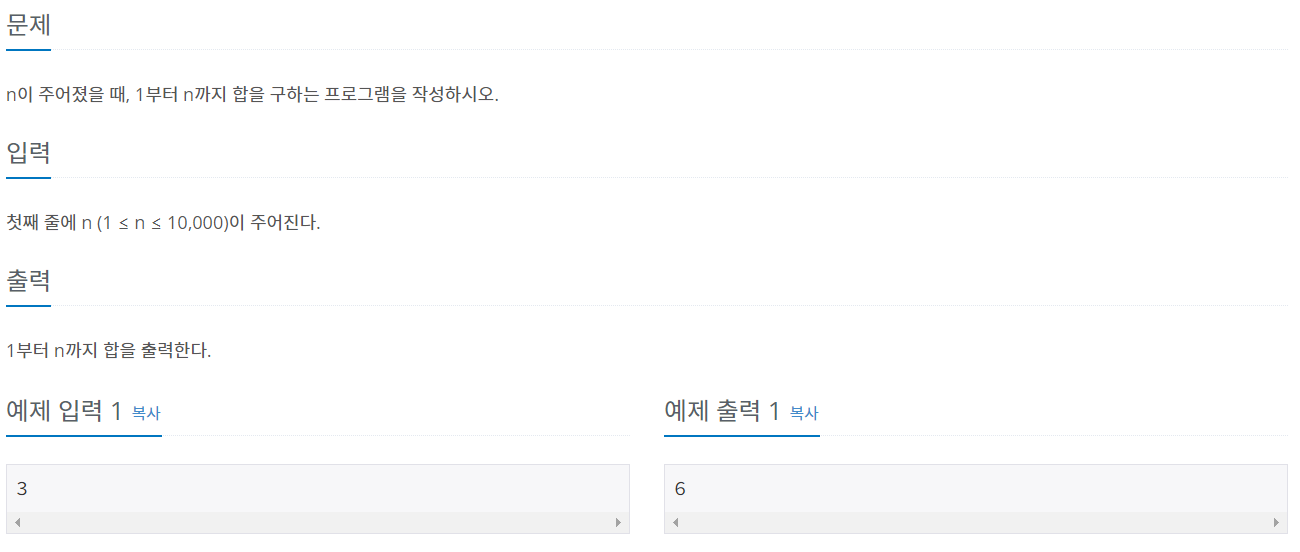 문제
n이 주어졌을 때, 1부터 n까지 합을 구하는 프로그램을 작성하시오.
입력
첫째 줄에 n (1 ≤ n ≤ 10,000)이 주어진다.
출력
1부터 n까지 합을 출력한다.
예제 입력 1 복사
3
예제 출력 1 복사
6